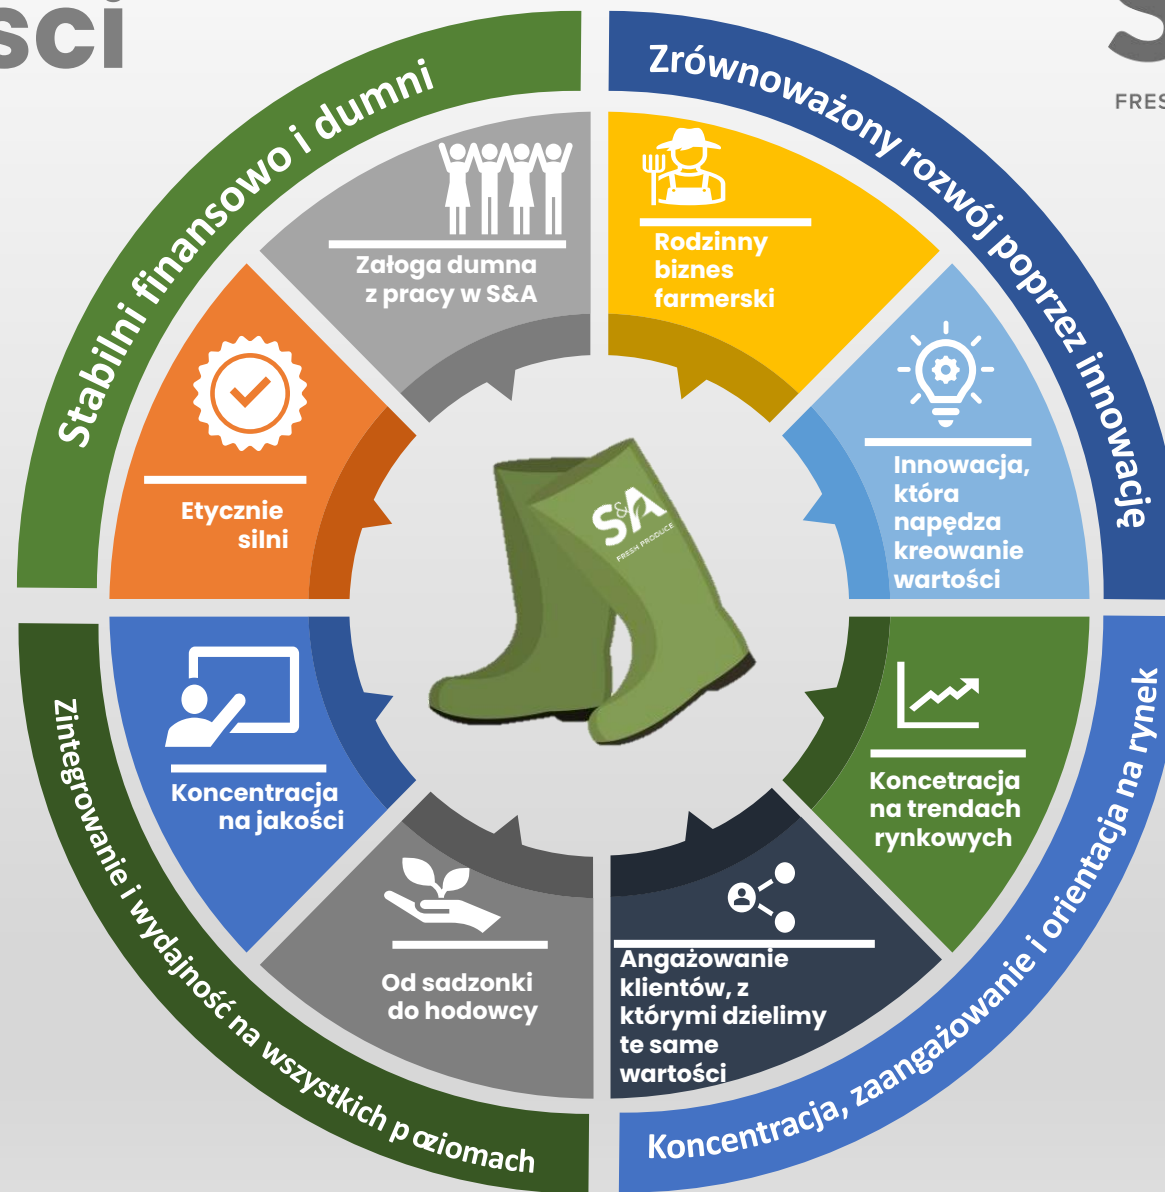 ści
S
FRES
Stabilni finansowo i dumni
Zrównoważony rozwój poprzez innowację
Załoga dumna
z pracy w S&A
Rodzinny
biznes
farmerski
Etycznie
silni
Innowacja,
która
napędza
kreowanie
wartości
S&A
FRESH PRODUCE
Koncentracja
na jakości
Koncetracja
na trendach
rynkowych
Od sadzonki
do hodowcy
Angażowanie
klientów, z
którymi dzielimy
te same
wartości
Zintegrowanie i wydajność na wszystkich poziomach
Koncentracja, zaangażowanie i orientacja na rynek